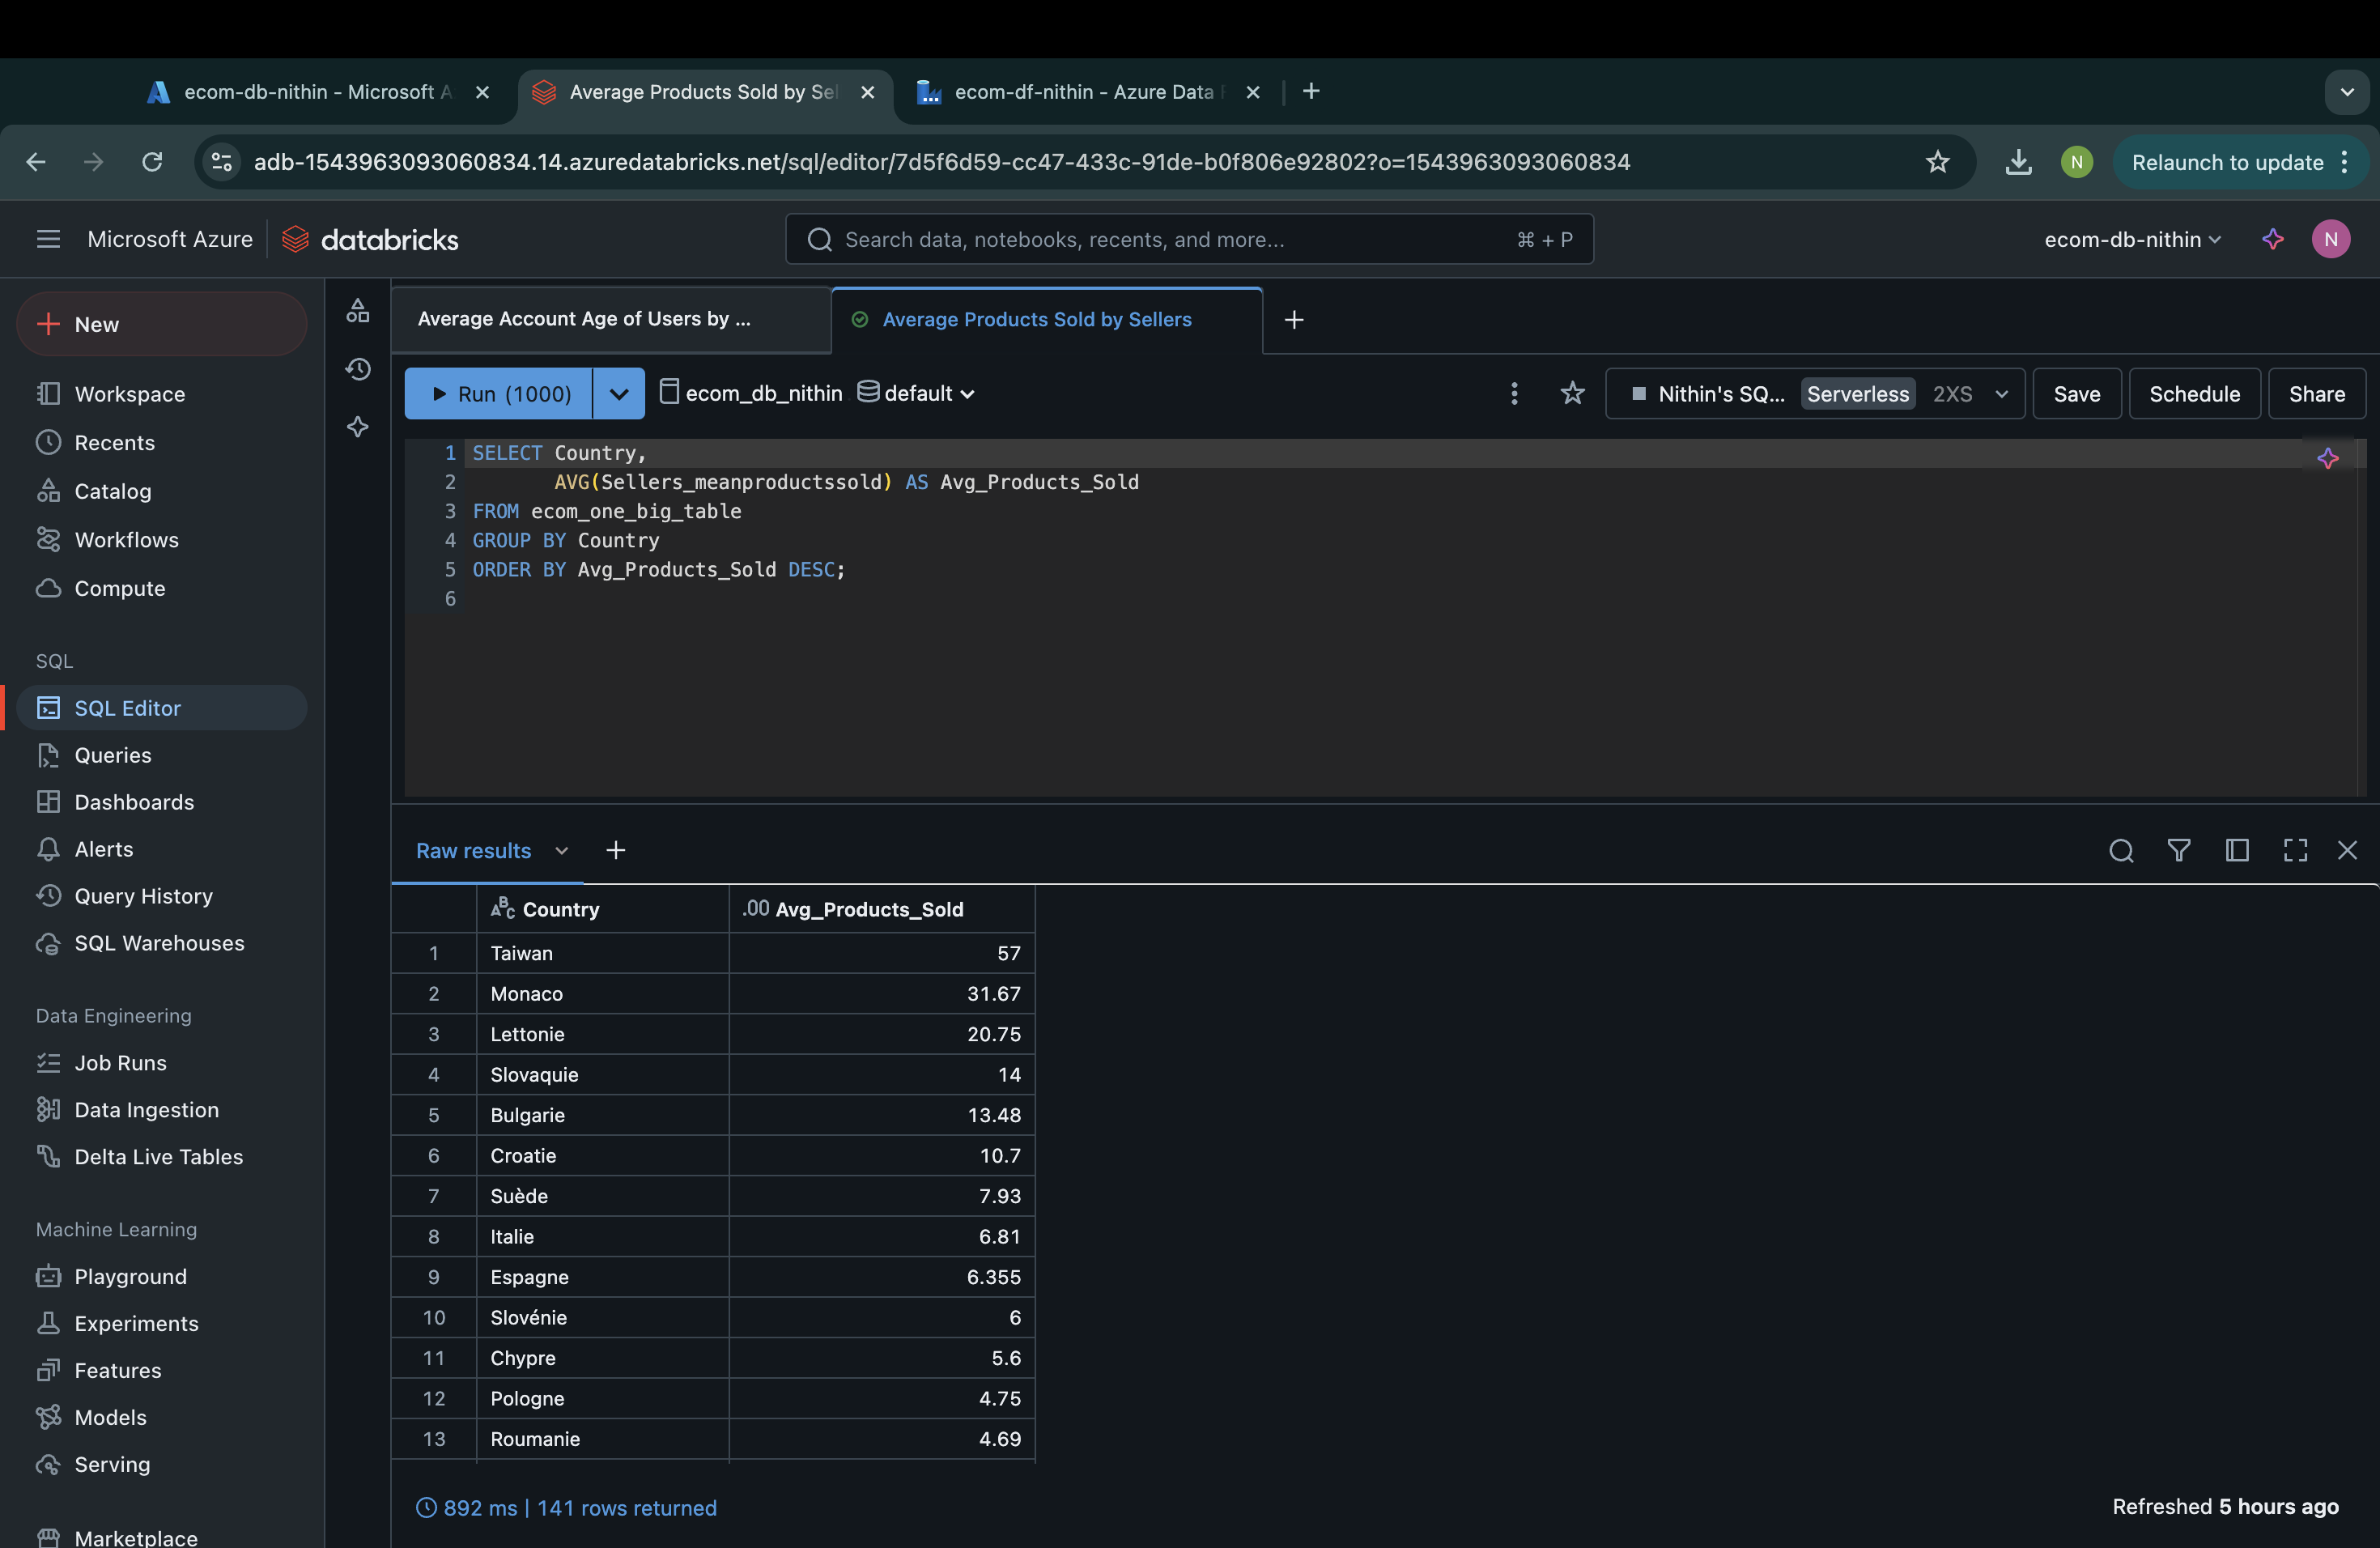 ecom-db-nithin - Microsoft A
Average Products Sold by Sel
ecom-df-nithin - Azure Data F
adb-1543963093060834.14.azuredatabricks.net/sql/editor/7d5f6d59-cc47-433c-91de-b0f806e92802?o=1543963093060834
N
Relaunch to update
Microsoft Azure
databricks
Search data, notebooks, recents, and more...
⌘ + P
ecom-db-nithin
N
New
Workspace
Recents
Catalog
Workflows
Compute
SQL
SQL Editor
Queries
Dashboards
Alerts
Query History
SQL Warehouses
Data Engineering
Job Runs
Data Ingestion
Delta Live Tables
Machine Learning
Playground
Experiments
Features
Models
Serving
Marketplace
Average Account Age of Users by ...
Average Products Sold by Sellers
Run (1000)
ecom_db_nithin
default
Nithin's SQ...
Serverless
2XS
Save
Schedule
Share
1 SELECT Country,
2 AVG(Sellers_meanproductssold) AS Avg_Products_Sold
3 FROM ecom_one_big_table
4 GROUP BY Country
5 ORDER BY Avg_Products_Sold DESC;
6
Raw results
ABC Country .00 Avg_Products_Sold
1 Taiwan 57
2 Monaco 31.67
3 Lettonie 20.75
4 Slovaquie 14
5 Bulgarie 13.48
6 Croatie 10.7
7 Suède 7.93
8 Italie 6.81
9 Espagne 6.355
10 Slovénie 6
11 Chypre 5.6
12 Pologne 4.75
13 Roumanie 4.69
892 ms | 141 rows returned
Refreshed 5 hours ago